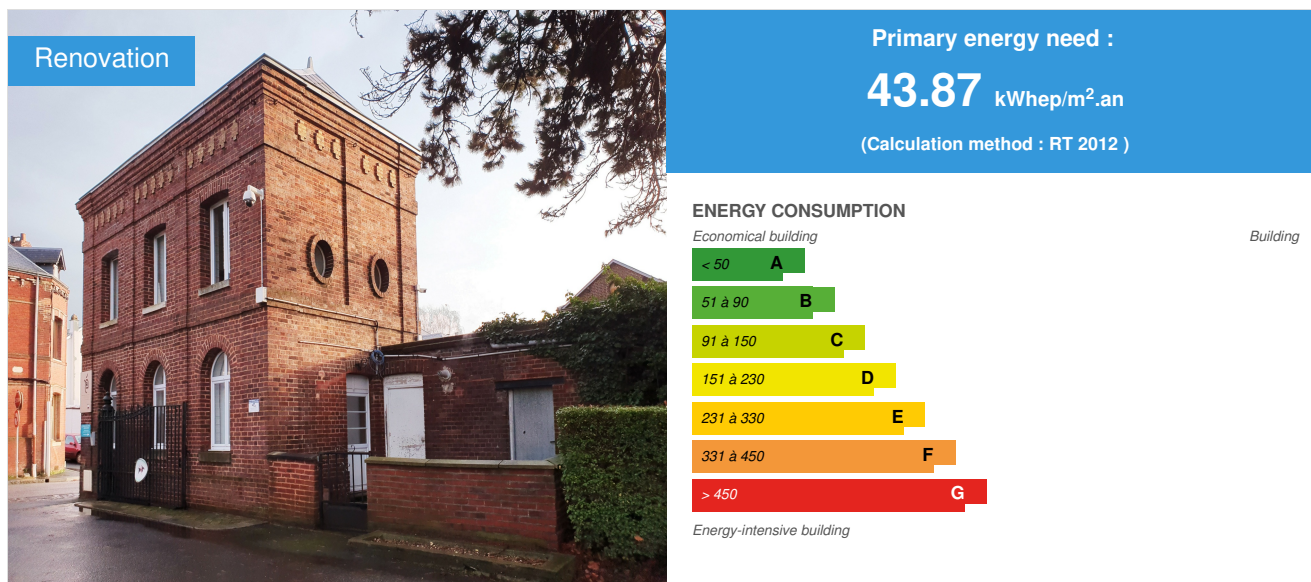 Renovation
Primary energy need :
43.87 kWhep/m².an
(Calculation method : RT 2012 )
ENERGY CONSUMPTION
Economical building
Building
< 50 A
51 à 90 B
91 à 150 C
151 à 230 D
231 à 330 E
331 à 450 F
> 450 G
Energy-intensive building